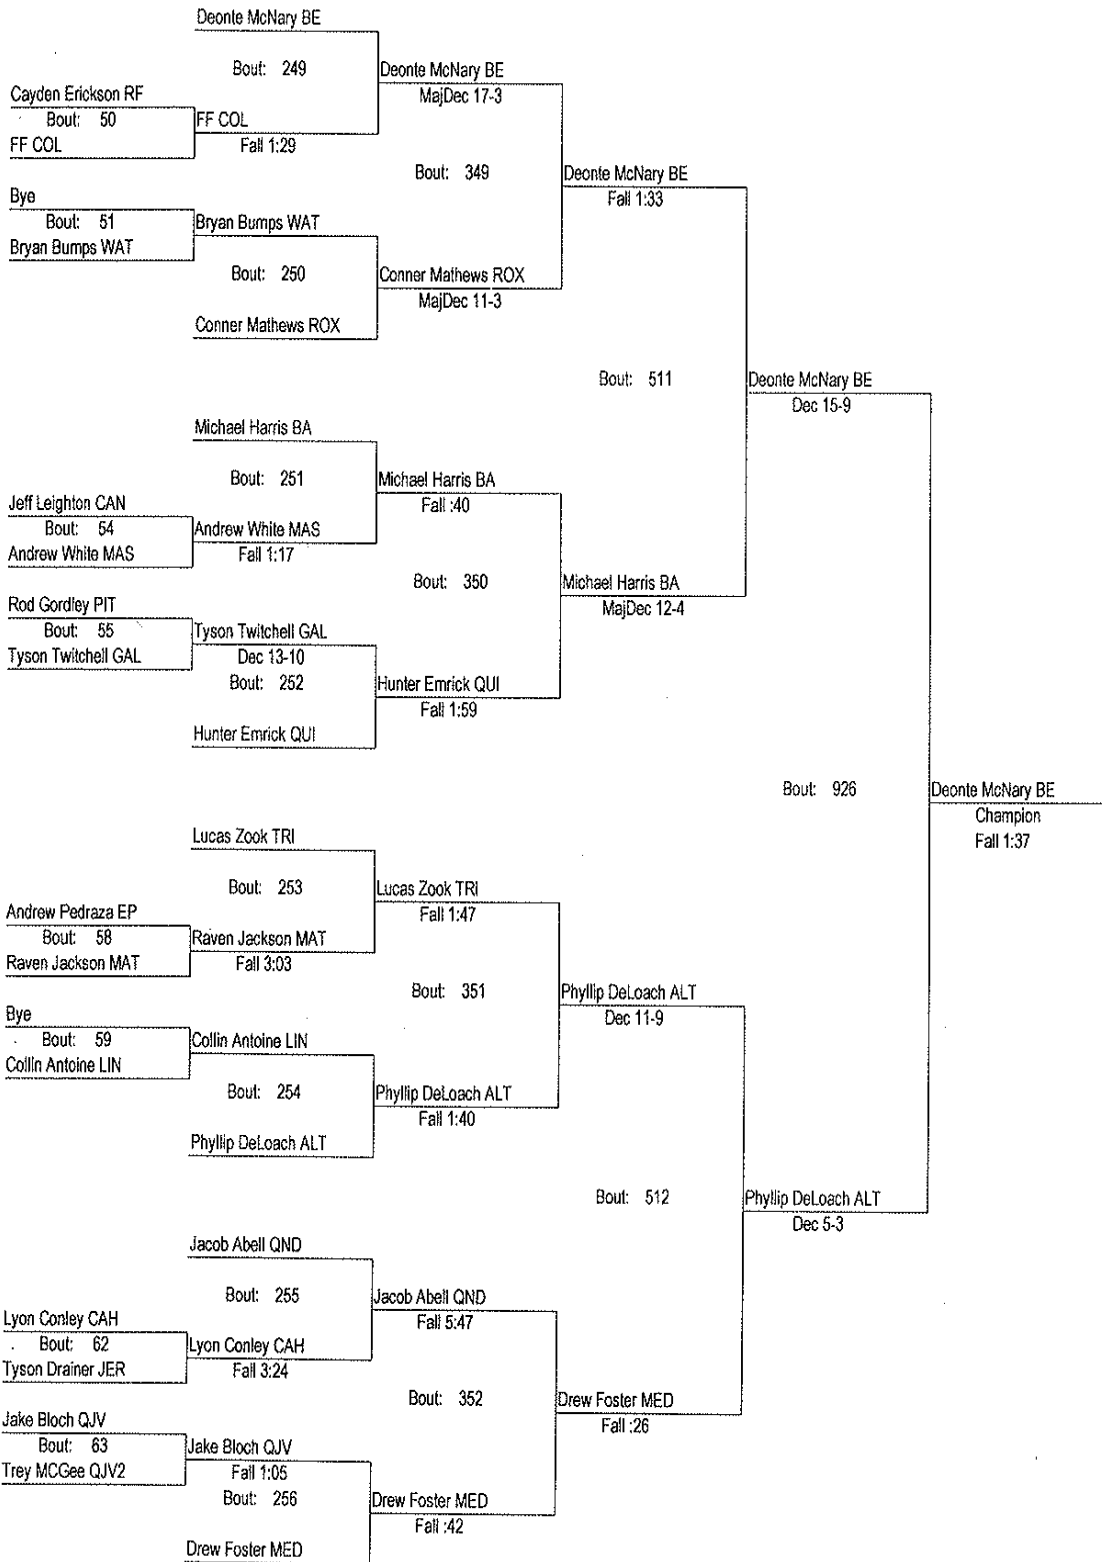 Deonte McNary BE
Bout: 249
Deonte McNary BE
MajDec 17-3
Cayden Erickson RF
Bout: 50
FF COL
FF COL
Fall 1:29
Bout: 349
Deonte McNary BE
Fall 1:33
Bye
Bout: 51
Bryan Bumps WAT
Bryan Bumps WAT
Bout: 250
Conner Mathews ROX
MajDec 11-3
Conner Mathews ROX
Bout: 511
Deonte McNary BE
Dec 15-9
Michael Harris BA
Bout: 251
Michael Harris BA
Fall :40
Jeff Leighton CAN
Bout: 54
Andrew White MAS
Andrew White MAS
Fall 1:17
Bout: 350
Michael Harris BA
MajDec 12-4
Rod Gordley PIT
Bout: 55
Tyson Twitchell GAL
Tyson Twitchell GAL
Dec 13-10
Bout: 252
Hunter Emrick QUI
Fall 1:59
Hunter Emrick QUI
Bout: 926
Deonte McNary BE
Champion
Fall 1:37
Lucas Zook TRI
Bout: 253
Lucas Zook TRI
Fall 1:47
Andrew Pedraza EP
Bout: 58
Raven Jackson MAT
Raven Jackson MAT
Fall 3:03
Bout: 351
Phyllip DeLoach ALT
Dec 11-9
Bye
Bout: 59
Collin Antoine LIN
Collin Antoine LIN
Bout: 254
Phyllip DeLoach ALT
Fall 1:40
Phyllip DeLoach ALT
Bout: 512
Phyllip DeLoach ALT
Dec 5-3
Jacob Abell QND
Bout: 255
Jacob Abell QND
Fall 5:47
Lyon Conley CAH
Bout: 62
Tyson Drainer JER
Lyon Conley CAH
Fall 3:24
Bout: 352
Drew Foster MED
Fall :26
Jake Bloch QJV
Bout: 63
Trey MCGee QJV2
Jake Bloch QJV
Fall 1:05
Bout: 256
Drew Foster MED
Fall :42
Drew Foster MED